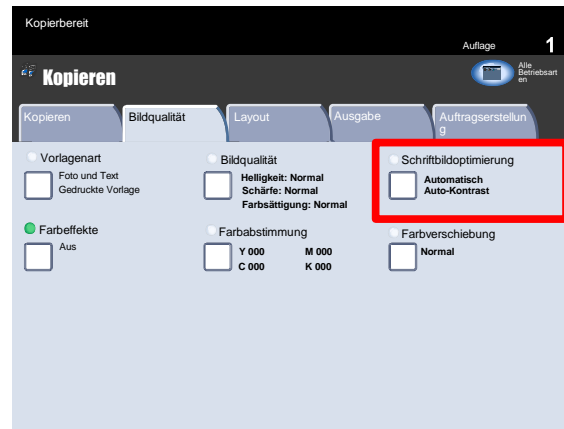 Kopierbereit
Auflage 1
Kopieren
Alle
Betriebsart
en
Kopieren
Bildqualität
Layout
Ausgabe
Auftragserstellun
g
Vorlagenart
Foto und Text
Gedruckte Vorlage
Bildqualität
Helligkeit: Normal
Schärfe: Normal
Farbsättigung: Normal
Schriftbildoptimierung
Automatisch
Auto-Kontrast
Farbeffekte
Aus
Farbabstimmung
Y 000 M 000
C 000 K 000
Farbverschiebung
Normal